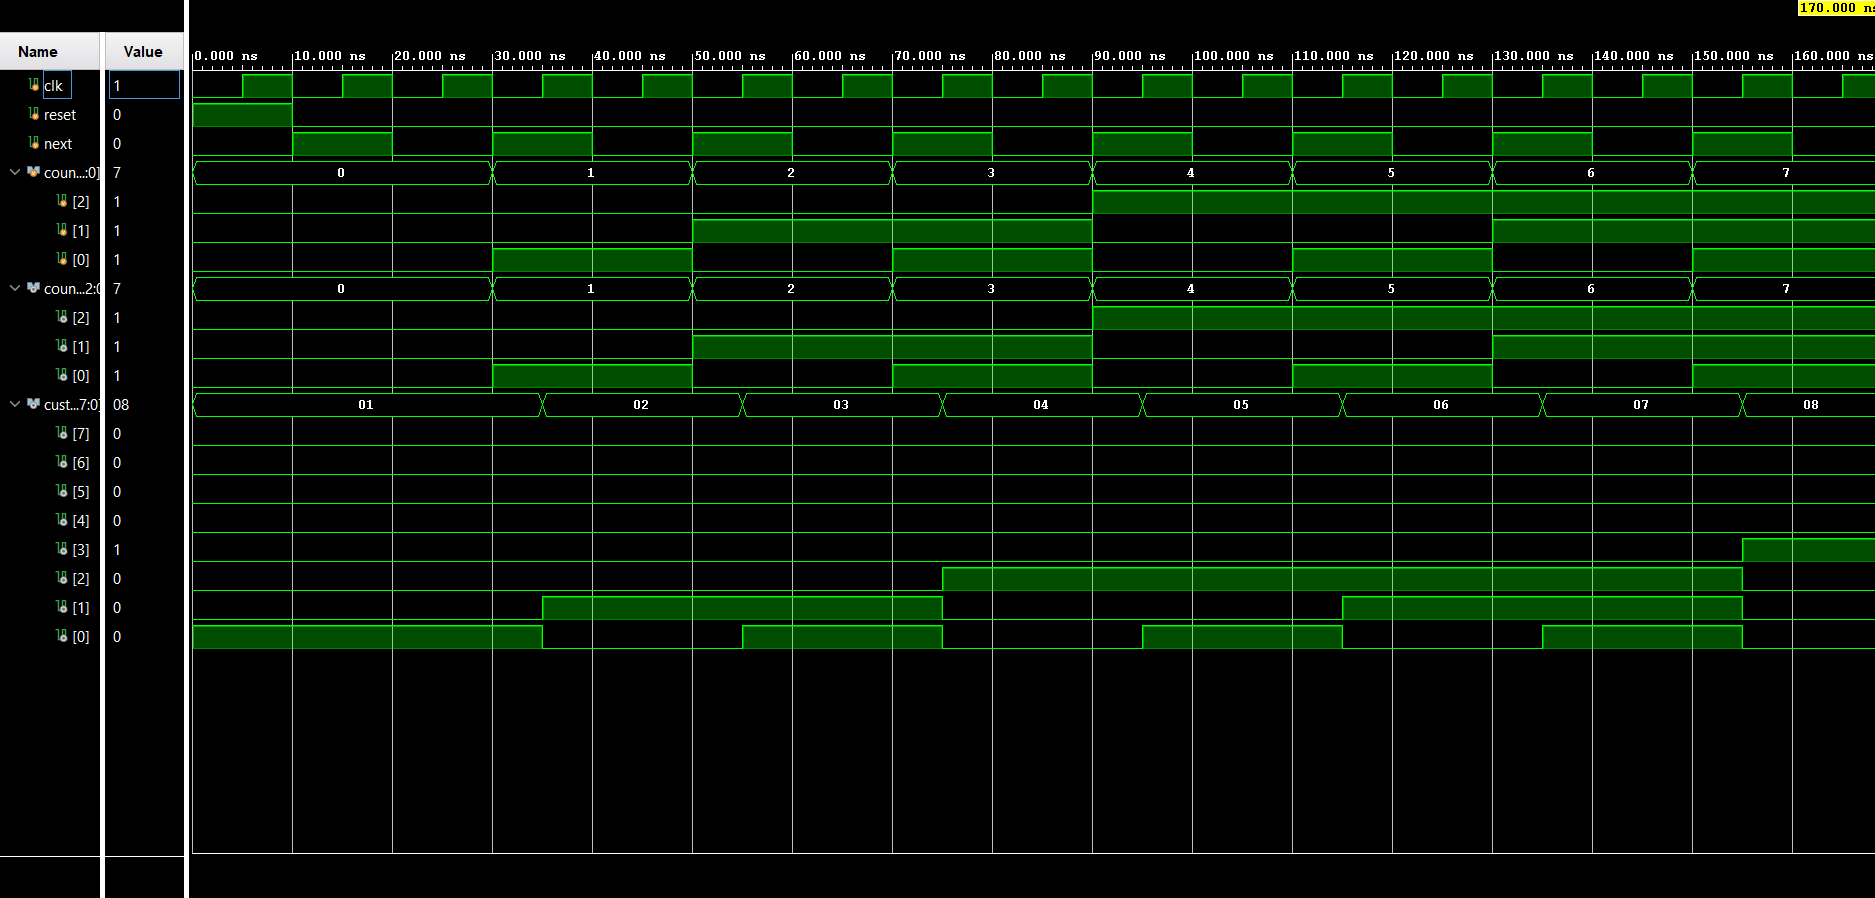 170.000 ns
Name Value
0.000 ns 10.000 ns 20.000 ns 30.000 ns 40.000 ns 50.000 ns 60.000 ns 70.000 ns 80.000 ns 90.000 ns 100.000 ns 110.000 ns 120.000 ns 130.000 ns 140.000 ns 150.000 ns 160.000 ns
clk 1
reset 0
next 0
coun...:0] 7 0 1 2 3 4 5 6 7
[2] 1
[1] 1
[0] 1
coun...2:0 7 0 1 2 3 4 5 6 7
[2] 1
[1] 1
[0] 1
cust...7:0] 08 01 02 03 04 05 06 07 08
[7] 0
[6] 0
[5] 0
[4] 0
[3] 1
[2] 0
[1] 0
[0] 0